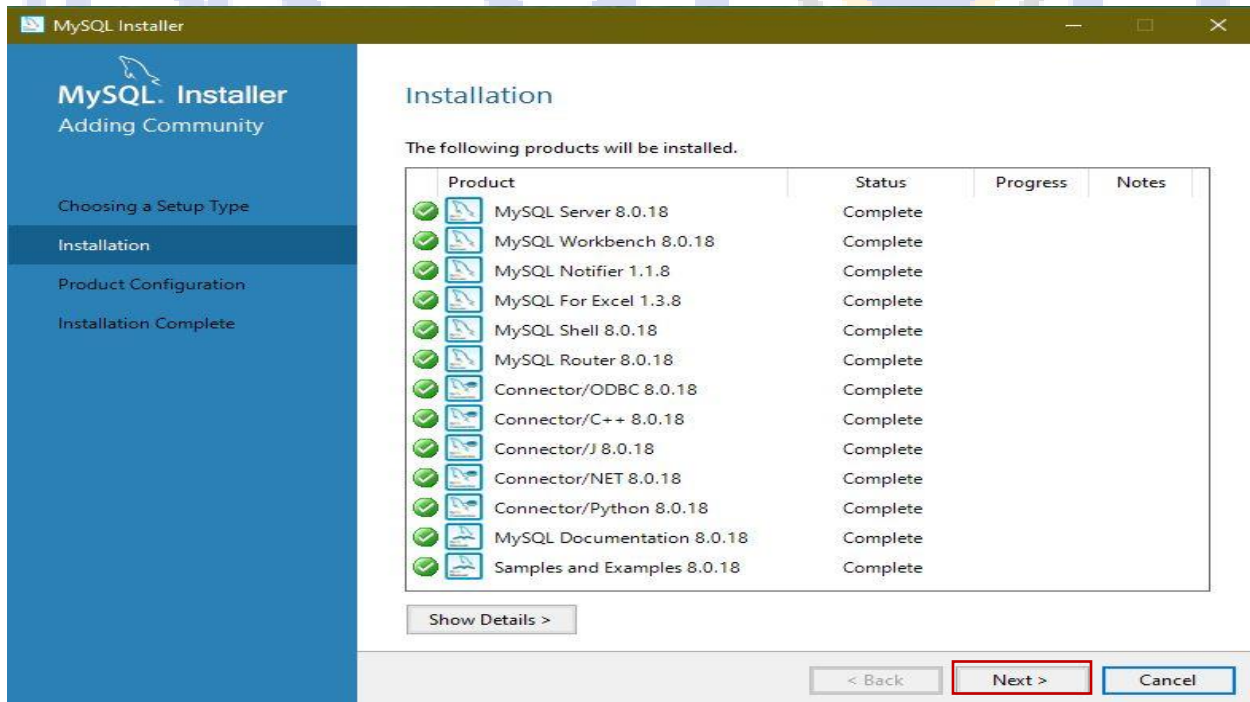 MySQL Installer
MySQL. Installer
Adding Community
Choosing a Setup Type
Installation
Product Configuration
Installation Complete
Installation
The following products will be installed.
Product Status Progress Notes
MySQL Server 8.0.18 Complete
MySQL Workbench 8.0.18 Complete
MySQL Notifier 1.1.8 Complete
MySQL For Excel 1.3.8 Complete
MySQL Shell 8.0.18 Complete
MySQL Router 8.0.18 Complete
Connector/ODBC 8.0.18 Complete
Connector/C++ 8.0.18 Complete
Connector/J 8.0.18 Complete
Connector/NET 8.0.18 Complete
Connector/Python 8.0.18 Complete
MySQL Documentation 8.0.18 Complete
Samples and Examples 8.0.18 Complete
Show Details >
< Back Next > Cancel